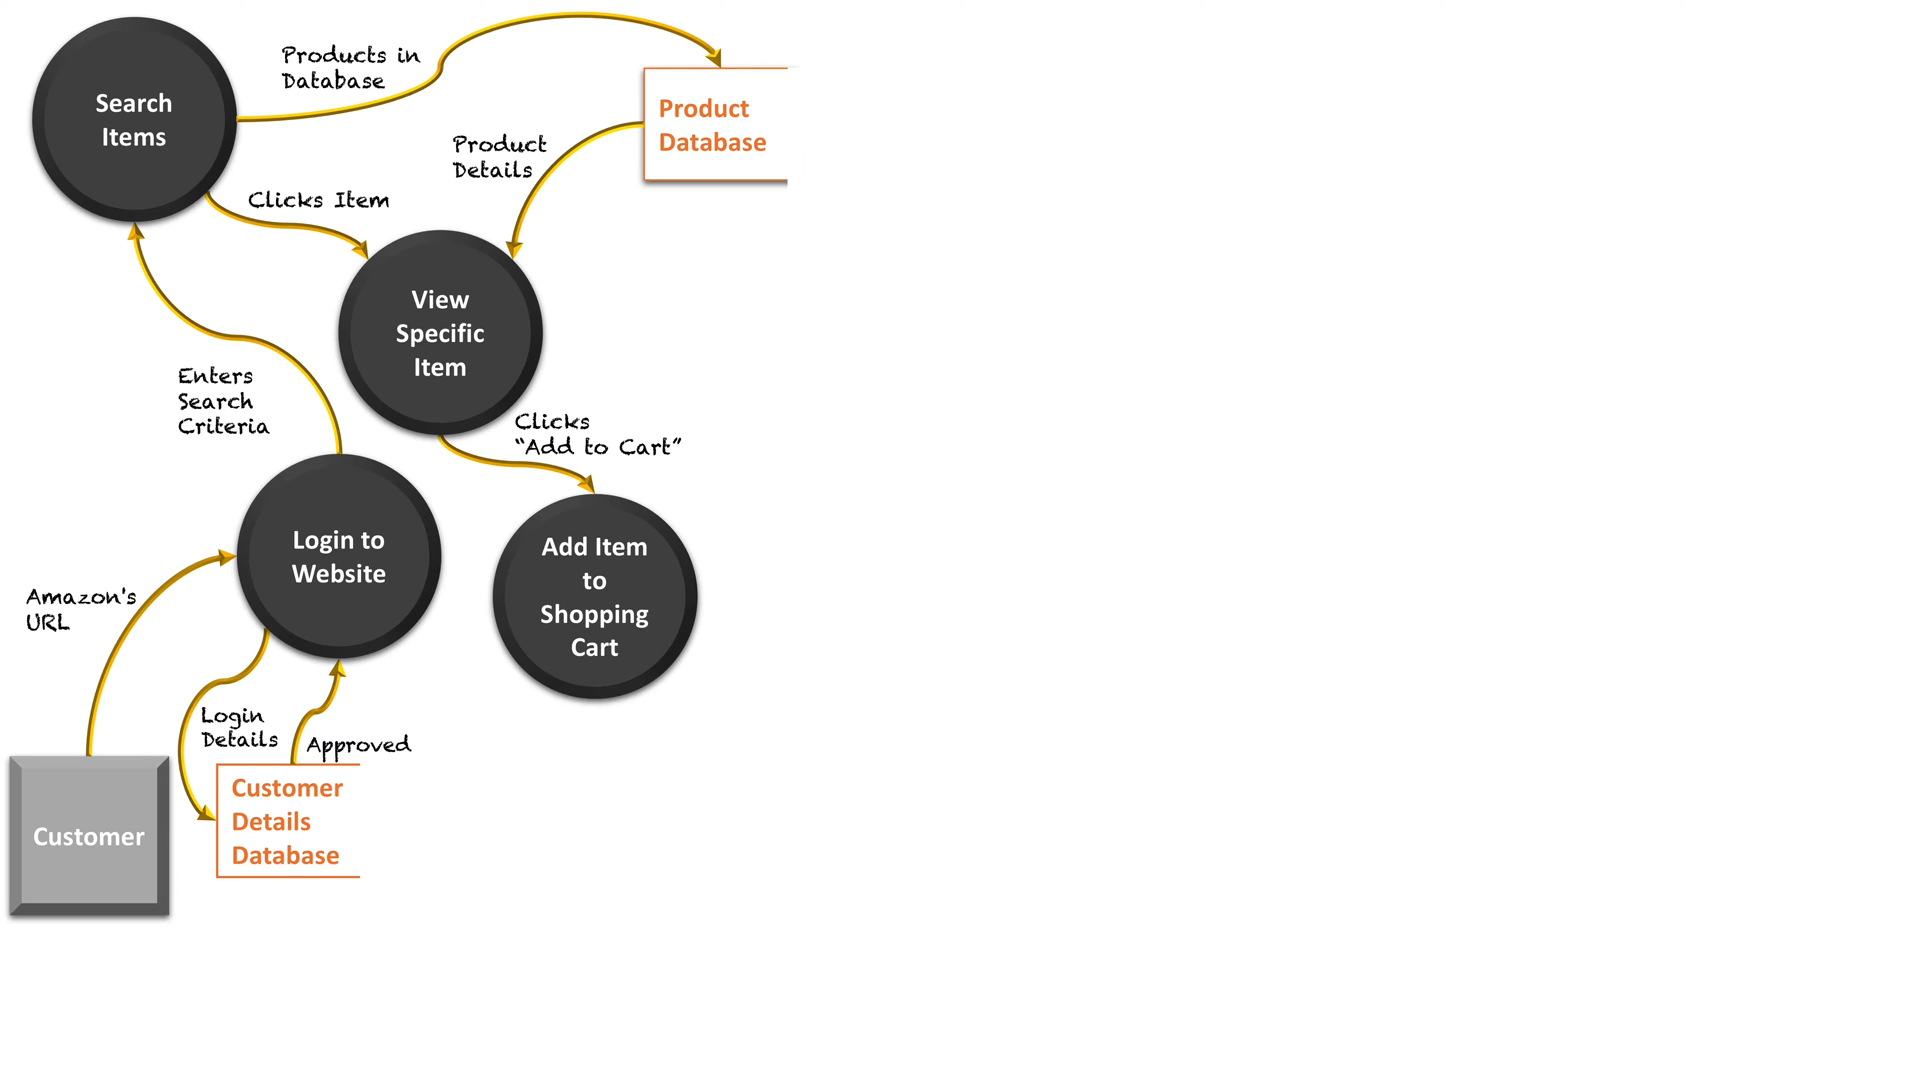 Products in
Database
Search
Items
Product
Database
Product
Details
Clicks Item
View
Specific
Item
Enters
Search
Criteria
Clicks
“Add to Cart”
Login to
Website
Add Item
to
Shopping
Cart
Amazon's
URL
Login
Details
Approved
Customer
Customer
Details
Database